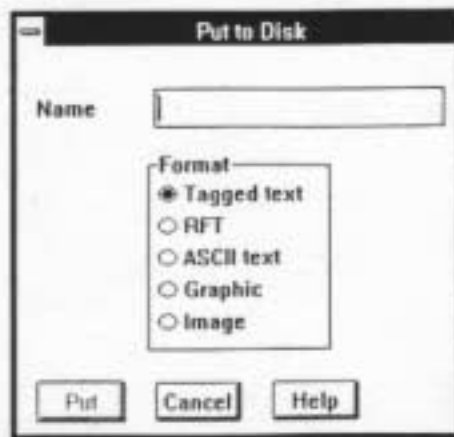 Put to Disk
Name
Format
Tagged text
RFT
ASCII text
Graphic
Image
Put Cancel Help